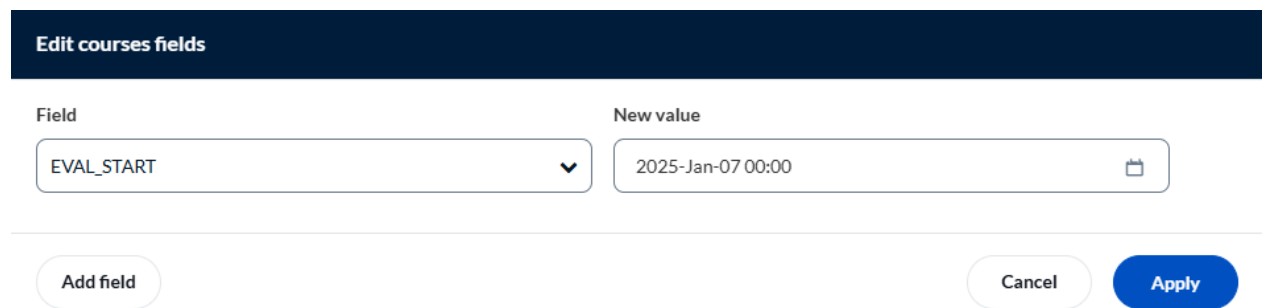 Edit courses fields
Field
New value
EVAL_START
2025-Jan-07 00:00
Add field
Cancel
Apply